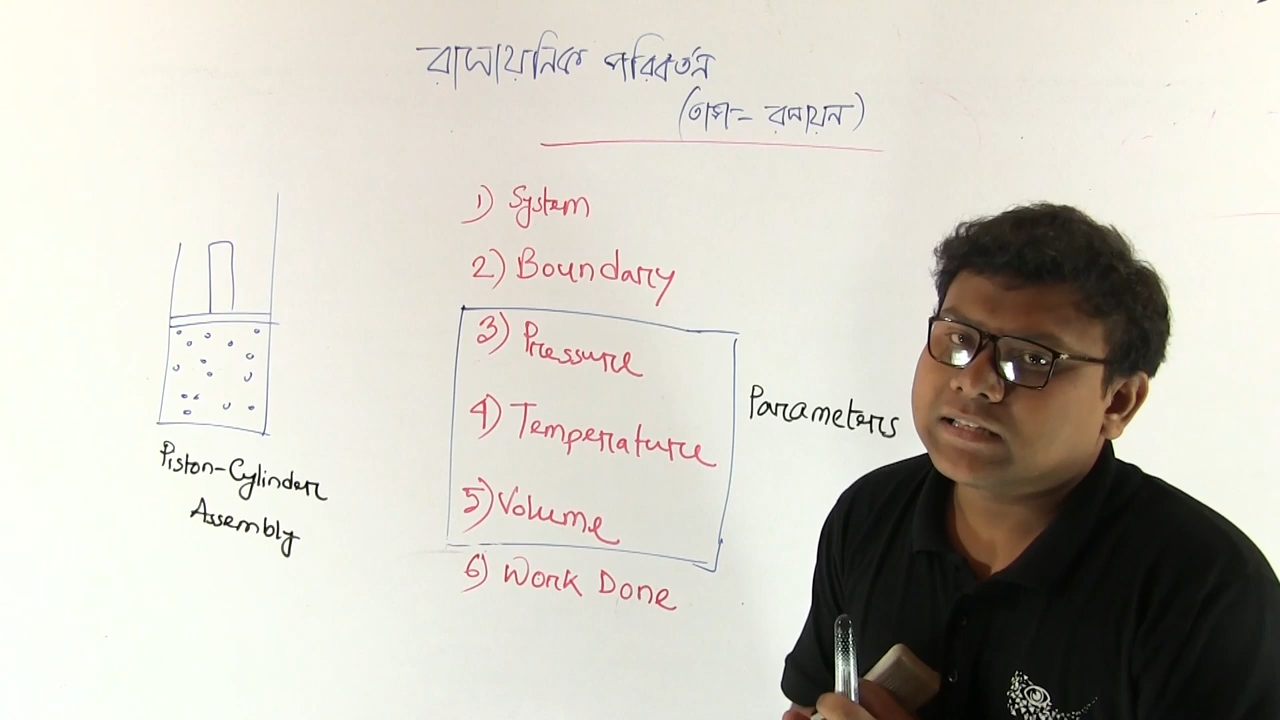 রাসায়নিক পরিবর্তন
(তাপ - রসায়ন)
1) System
2) Boundary
3) Pressure
4) Temperature
5) Volume
6) Work Done
Parameters
Piston-Cylinder
Assembly